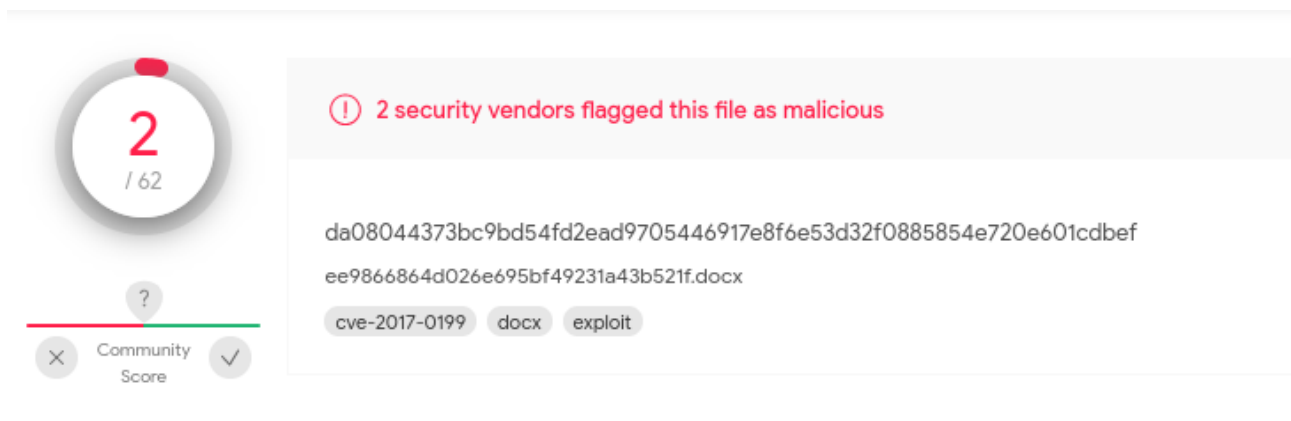 2
/ 62
?
Community
Score
2 security vendors flagged this file as malicious
da08044373bc9bd54fd2ead9705446917e8f6e53d32f0885854e720e601cdbef
ee9866864d026e695bf49231a43b521f.docx
cve-2017-0199 docx exploit